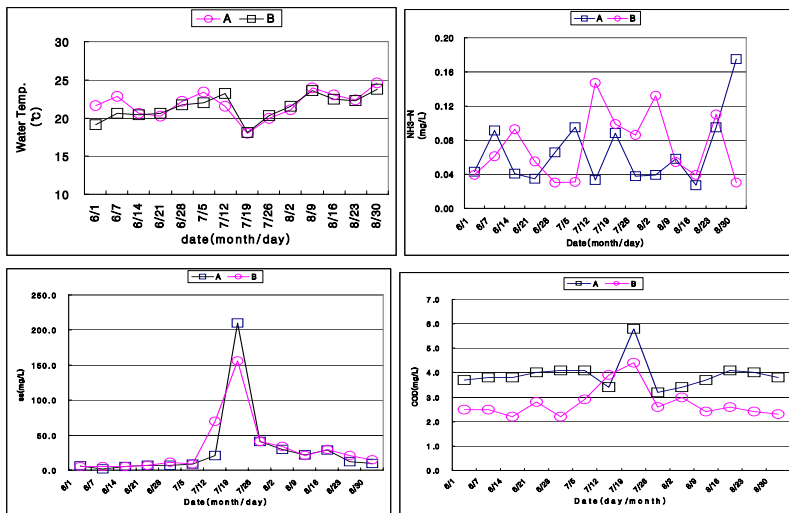 A B
Water Temp.
(℃)
30
25
20
15
10
6/1 6/7 6/14 6/21 6/28 7/5 7/12 7/19 7/26 8/2 8/9 8/16 8/23 8/30
date(month/day)
A B
NH3-N
(mg/L)
0.20
0.16
0.12
0.08
0.04
0.00
6/1 6/7 6/14 6/21 6/28 7/5 7/12 7/19 7/26 8/2 8/9 8/16 8/23 8/30
Date(month/day)
A B
ss(mg/L)
250.0
200.0
150.0
100.0
50.0
0.0
6/1 6/7 6/14 6/21 6/28 7/5 7/12 7/19 7/26 8/2 8/9 8/16 8/23 8/30
Date(month/day)
A B
COD(mg/L)
7.0
6.0
5.0
4.0
3.0
2.0
1.0
0.0
6/1 6/7 6/14 6/21 6/28 7/5 7/12 7/19 7/26 8/2 8/9 8/16 8/23 8/30
Date(day/month)